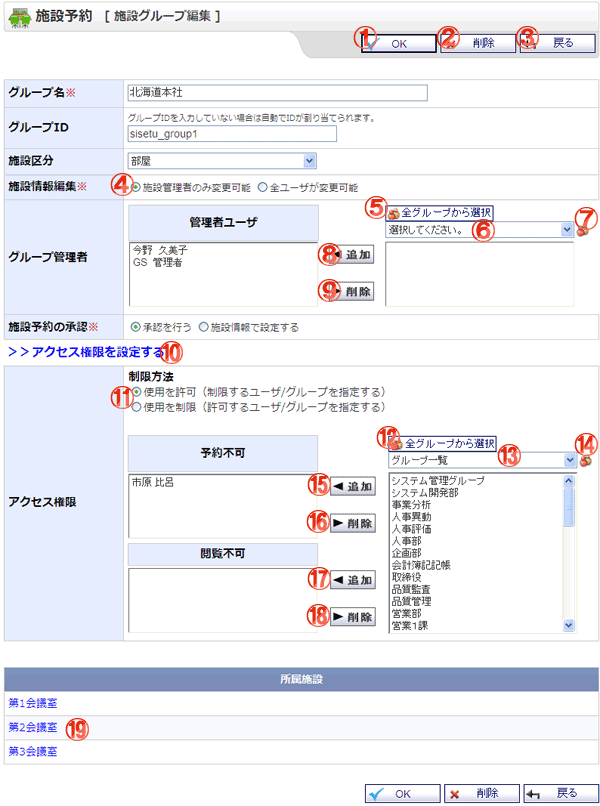 施設予約 [ 施設グループ編集 ]
① OK ② 削除 ③ 戻る
グループ名※ 北海道本社
グループID グループIDを入力していない場合は自動でIDが割り当てられます。
sisetu_group1
施設区分 部屋
施設情報編集※ ④ 施設管理者のみ変更可能 全ユーザが変更可能
グループ管理者
管理者ユーザ
今野 久美子
GS 管理者
⑤ 全グループから選択
選択してください。 ⑥ ⑦
⑧ ◀ 追加
⑨ ▶ 削除
施設予約の承認※ 承認を行う 施設情報で設定する
>>アクセス権限を設定する ⑩
アクセス権限
制限方法
⑪ 使用を許可（制限するユーザ/グループを指定する）
使用を制限（許可するユーザ/グループを指定する）
予約不可
市原 比呂
⑫ 全グループから選択
グループ一覧 ⑬ ⑭
⑮ ◀ 追加
⑯ ▶ 削除
閲覧不可
⑰ ◀ 追加
⑱ ▶ 削除
システム管理グループ
システム開発部
事業分析
人事異動
人事評価
人事部
企画部
会計簿記記帳
取締役
品質監査
品質管理
営業部
営業1課
所属施設
第1会議室
第2会議室 ⑲
第3会議室
OK 削除 戻る